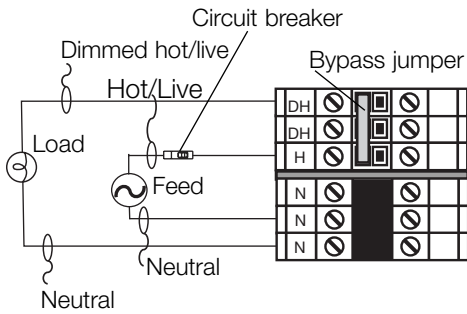 Circuit breaker
Dimmed hot/live
Bypass jumper
Hot/Live
DH
DH
Load
H
Feed
N
N
N
Neutral
Neutral